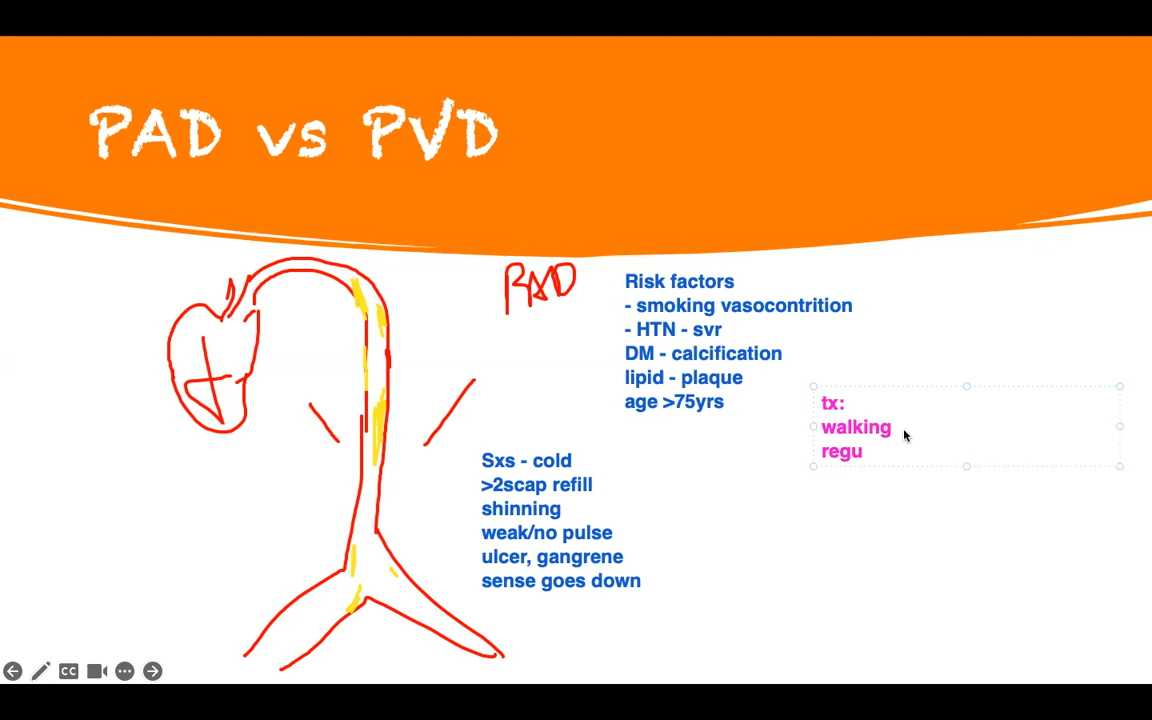 PAD vs PVD
PAD
Risk factors
- smoking vasocontrition
- HTN - svr
DM - calcification
lipid - plaque
age >75yrs
tx:
walking
regu
Sxs - cold
>2scap refill
shinning
weak/no pulse
ulcer, gangrene
sense goes down
CC